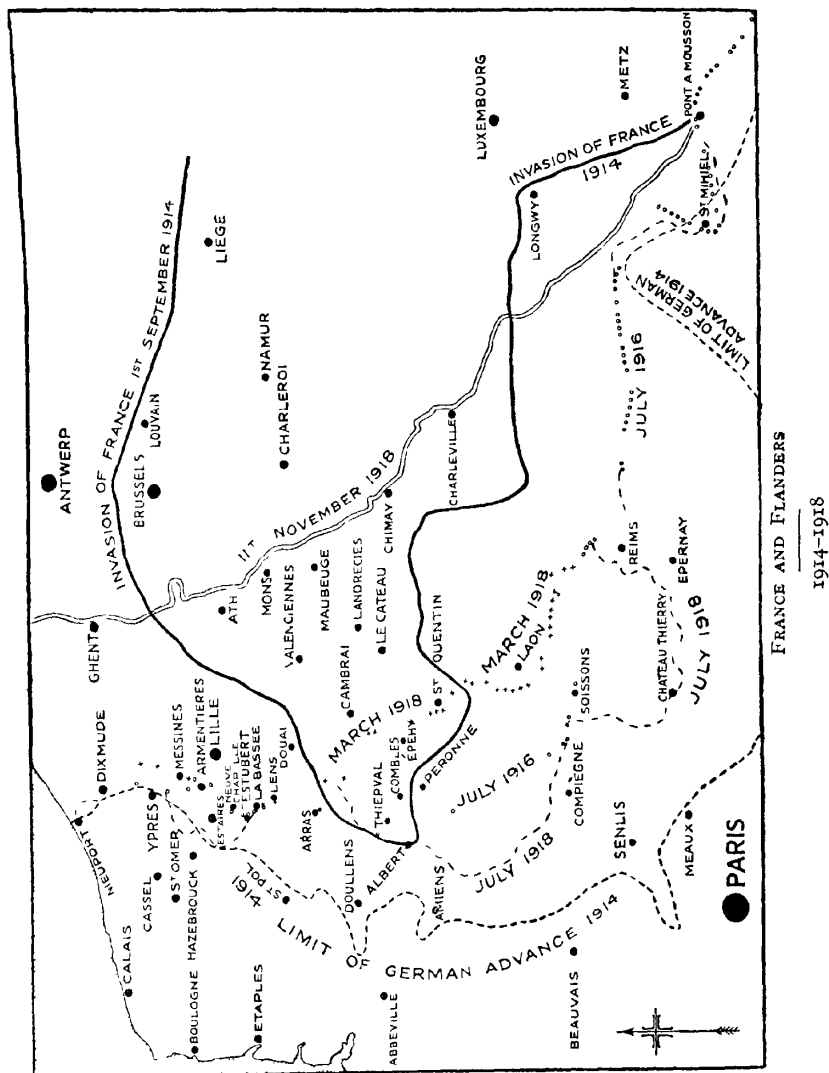 ANTWERP
INVASION OF FRANCE 1ST SEPTEMBER 1914
BRUSSELS
LOUVAIN
LIEGE
GHENT
NAMUR
CHARLEROI
11T NOVEMBER 1918
ATH
MONS
VALENCIENNES
MAUBEUGE
LANDRECIES
LE CATEAU
CAMBRAI
CHIMAY
CHARLEVILLE
LUXEMBOURG
METZ
INVASION OF FRANCE
1914
LONGWY
PONT A MOUSSON
ST MIHIEL
LIMIT OF GERMAN
ADVANCE 1914
JULY 1916
NIEUPORT
DIXMUDE
YPRES
MESSINES
ARMENTIERES
LILLE
ESTAIRES
NEUVE
LA BASSEE
LENS
DOUAI
ARRAS
CALAIS
CASSEL
ST OMER
HAZEBROUCK
BOULOGNE
ETAPLES
ST POL
1914
LIMIT OF GERMAN ADVANCE 1914
DOULLENS
ALBERT
THIEPVAL
COMBLES
EPEHY
PERONNE
MARCH 1918
ST QUENTIN
MARCH 1918
LAON
ABBEVILLE
AMIENS
JULY 1918
JULY 1916
COMPIEGNE
SOISSONS
REIMS
EPERNAY
CHATEAU THIERRY
JULY 1918
BEAUVAIS
SENLIS
MEAUX
PARIS
FRANCE AND FLANDERS
1914-1918